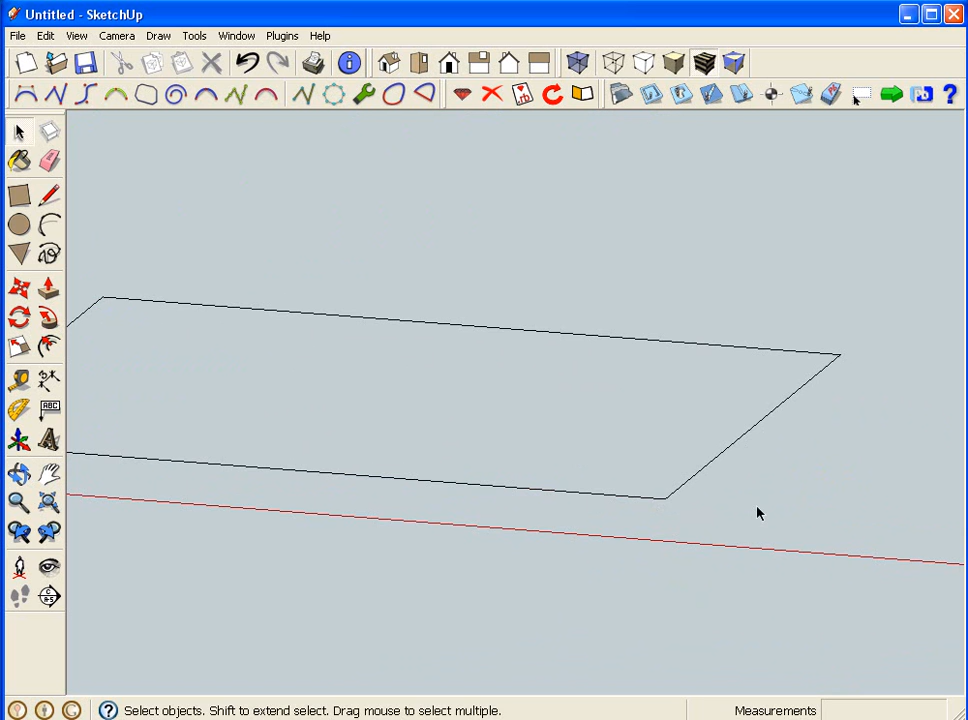 Untitled - SketchUp
File Edit View Camera Draw Tools Window Plugins Help
ABC
Select objects. Shift to extend select. Drag mouse to select multiple. Measurements